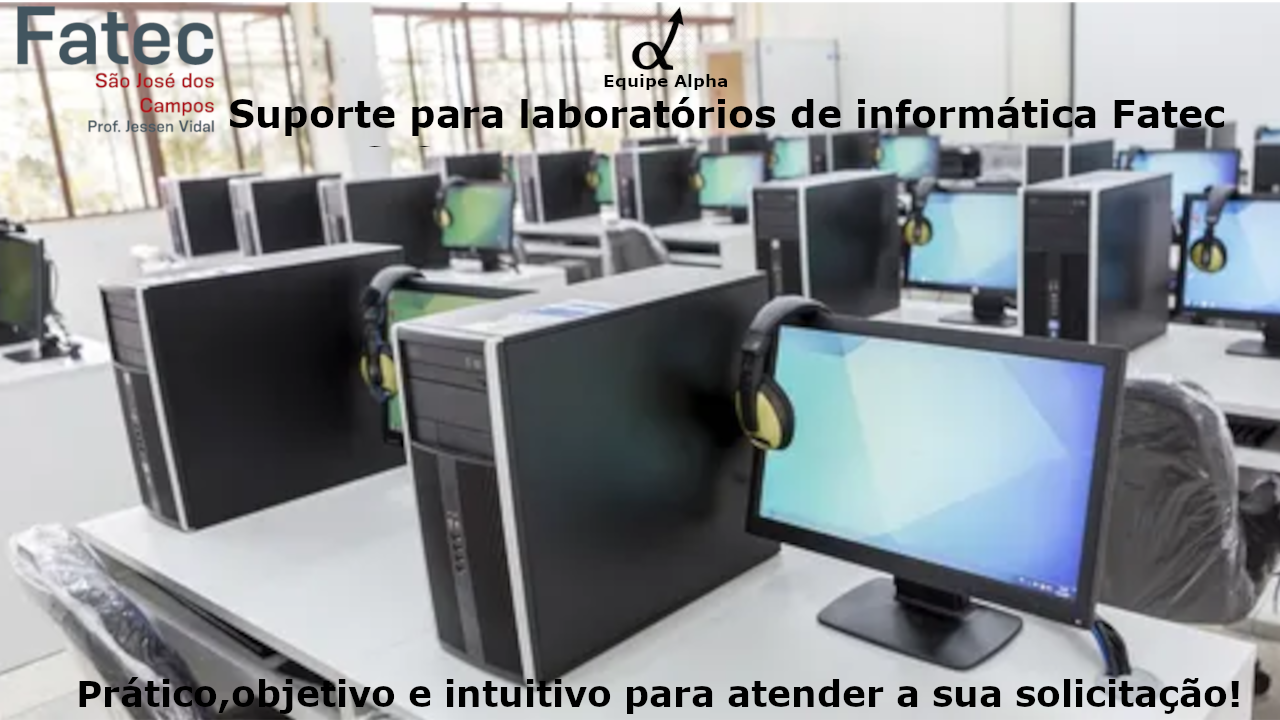 Fatec
São José dos
Campos
Prof. Jessen Vidal
Equipe Alpha
Suporte para laboratórios de informática Fatec
Prático,objetivo e intuitivo para atender a sua solicitação!